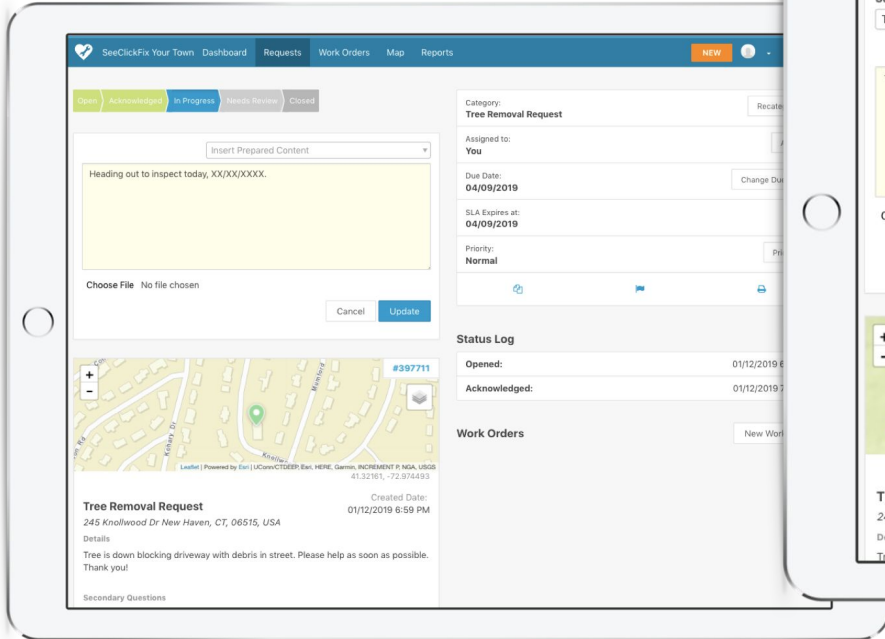 SeeClickFix Your Town Dashboard Requests Work Orders Map Reports NEW
Open Acknowledged In Progress Needs Review Closed
Insert Prepared Content
Heading out to inspect today, XX/XX/XXXX.
Choose File No file chosen
Cancel Update
#397711
+
-
Mumford
Konary Dr
Leaflet | Powered by Esri | UConn/CTDEEP, Esri, HERE, Garmin, INCREMENT P, NGA, USGS
41.32161, -72.974493
Tree Removal Request
Created Date:
01/12/2019 6:59 PM
245 Knollwood Dr New Haven, CT, 06515, USA
Details
Tree is down blocking driveway with debris in street. Please help as soon as possible.
Thank you!
Secondary Questions
Category:
Tree Removal Request
Assigned to:
You
Due Date:
04/09/2019
Change Du
SLA Expires at:
04/09/2019
Priority:
Normal
Status Log
Opened: 01/12/2019 6
Acknowledged: 01/12/2019 7
Work Orders
New Wor